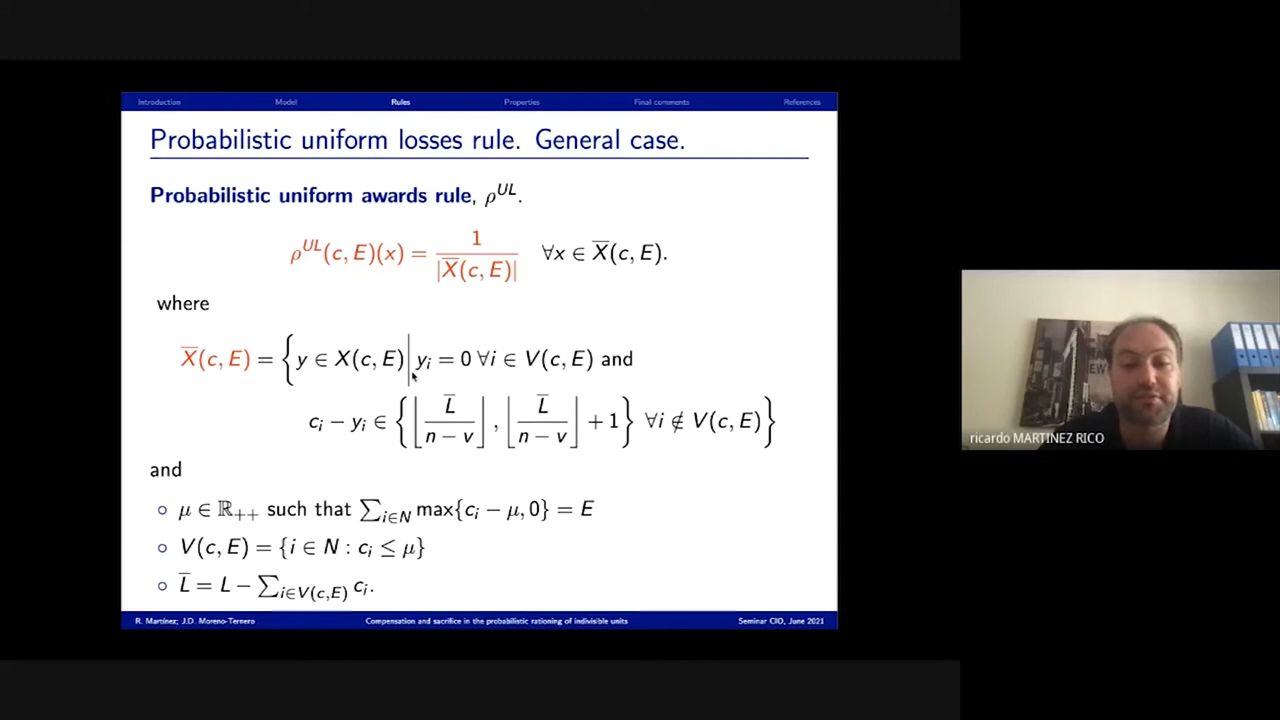 Introduction Model Rules Properties Final comments References
Probabilistic uniform losses rule. General case.
Probabilistic uniform awards rule, ρ^{UL}.
ρ^{UL}(c, E)(x) = 1 / |X̅(c, E)| ∀x ∈ X̅(c, E).
where
X̅(c, E) = { y ∈ X(c, E) | y_i = 0 ∀i ∈ V(c, E) and
c_i − y_i ∈ { ⌊ L̅ / n − v ⌋ , ⌊ L̅ / n − v ⌋ + 1 } ∀i ∉ V(c, E) }
and
μ ∈ ℝ_{++} such that ∑_{i∈N} max{c_i − μ, 0} = E
V(c, E) = {i ∈ N : c_i ≤ μ}
L̅ = L − ∑_{i∈V(c,E)} c_i.
R. Martínez; J.D. Moreno-Ternero Compensation and sacrifice in the probabilistic rationing of indivisible units Seminar CIO, June 2021
ricardo MARTINEZ RICO